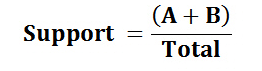 Support = (A + B)
Total